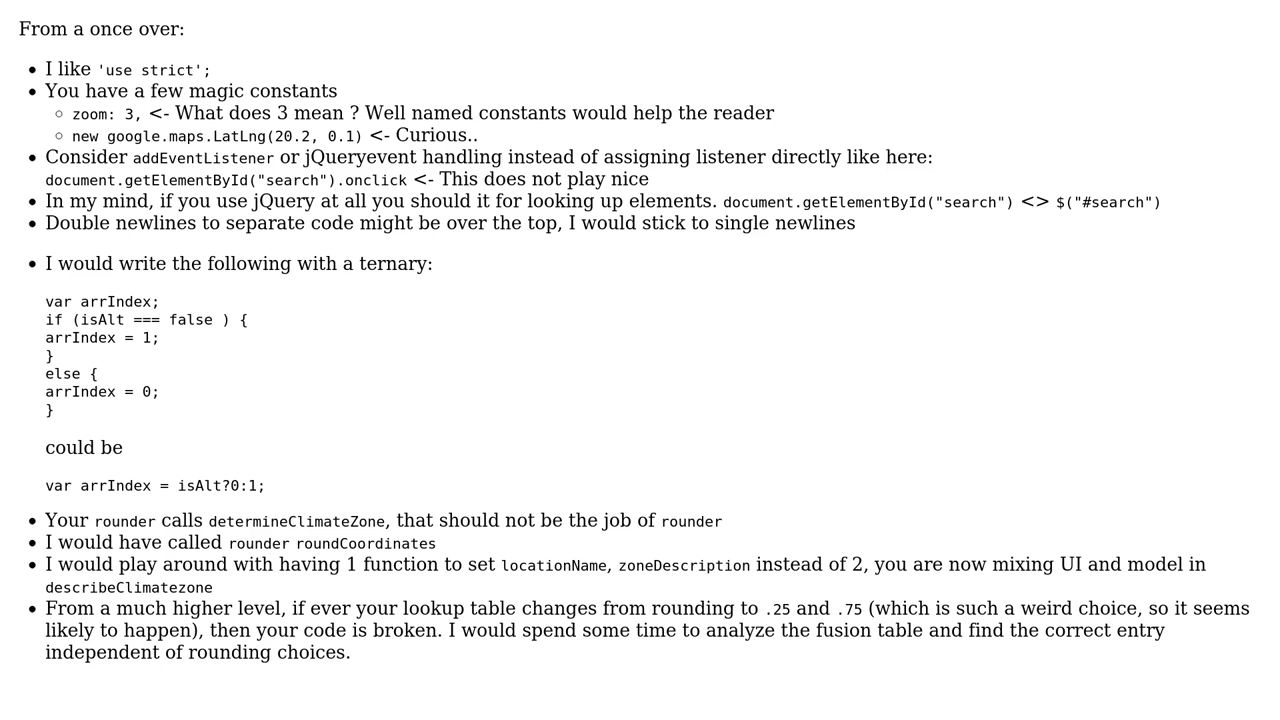 From a once over:
• I like 'use strict';
• You have a few magic constants
◦ zoom: 3, <- What does 3 mean ? Well named constants would help the reader
◦ new google.maps.LatLng(20.2, 0.1) <- Curious..
• Consider addEventListener or jQueryevent handling instead of assigning listener directly like here:
document.getElementById("search").onclick <- This does not play nice
• In my mind, if you use jQuery at all you should it for looking up elements. document.getElementById("search") <> $("#search")
• Double newlines to separate code might be over the top, I would stick to single newlines
• I would write the following with a ternary:
var arrIndex;
if (isAlt === false ) {
arrIndex = 1;
}
else {
arrIndex = 0;
}
could be
var arrIndex = isAlt?0:1;
• Your rounder calls determineClimateZone, that should not be the job of rounder
• I would have called rounder roundCoordinates
• I would play around with having 1 function to set locationName, zoneDescription instead of 2, you are now mixing UI and model in
describeClimatezone
• From a much higher level, if ever your lookup table changes from rounding to .25 and .75 (which is such a weird choice, so it seems
likely to happen), then your code is broken. I would spend some time to analyze the fusion table and find the correct entry
independent of rounding choices.